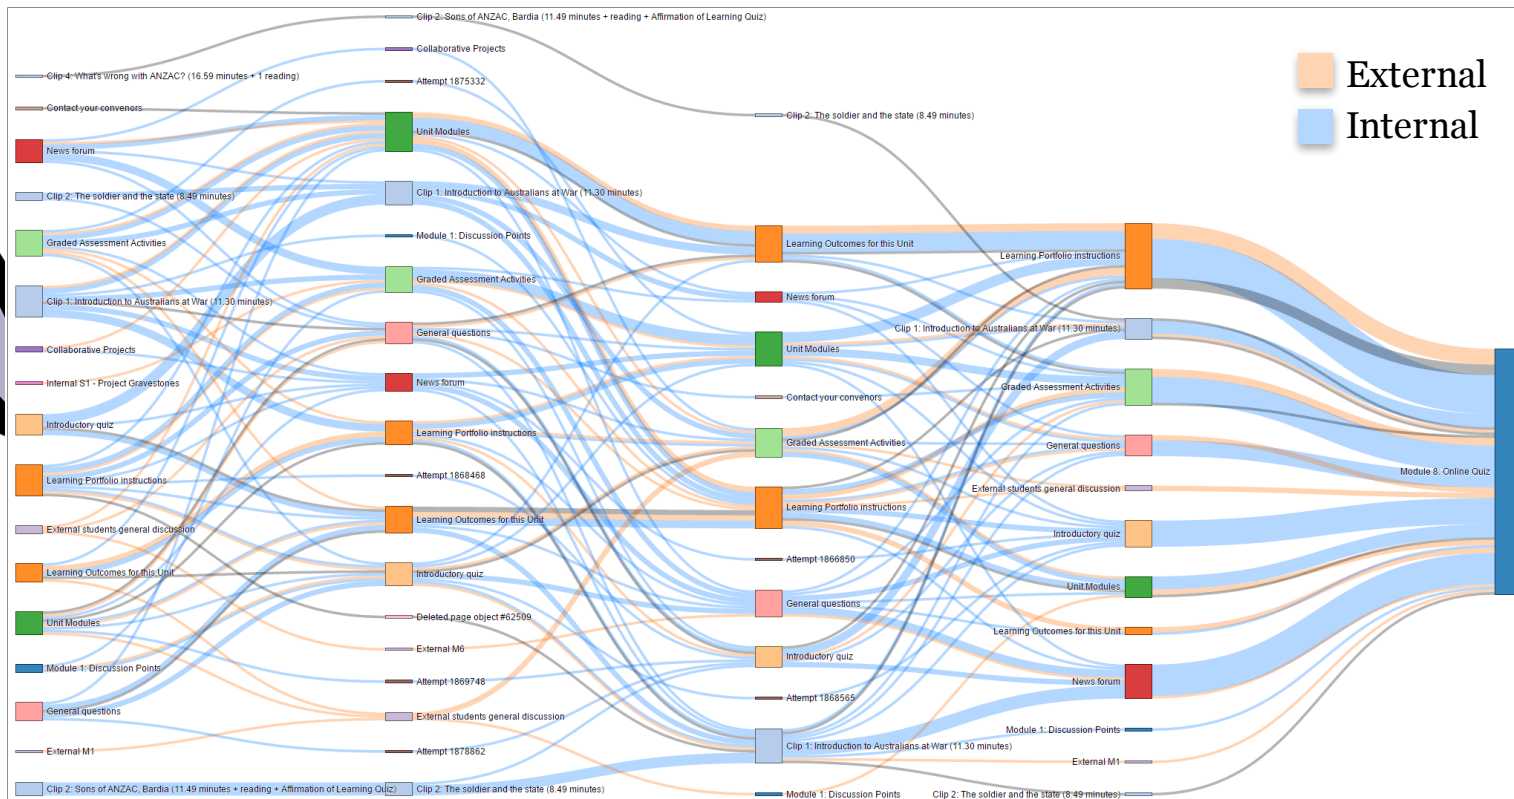 External
Internal
Clip 4: What's wrong with ANZAC? (16.59 minutes + 1 reading)
Contact your convenors
News forum
Clip 2: The soldier and the state (8.49 minutes)
Graded Assessment Activities
Clip 1: Introduction to Australians at War (11.30 minutes)
Collaborative Projects
Internal S1 - Project Gravestones
Introductory quiz
Learning Portfolio instructions
External students general discussion
Learning Outcomes for this Unit
Unit Modules
Module 1: Discussion Points
General questions
External M1
Clip 2: Sons of ANZAC, Bardia (11.49 minutes + reading + Affirmation of Learning Quiz)
Clip 2: Sons of ANZAC, Bardia (11.49 minutes + reading + Affirmation of Learning Quiz)
Collaborative Projects
Attempt 1875332
Unit Modules
Clip 1: Introduction to Australians at War (11.30 minutes)
Module 1: Discussion Points
Graded Assessment Activities
General questions
News forum
Learning Portfolio instructions
Attempt 1868468
Learning Outcomes for this Unit
Introductory quiz
Deleted page object #62509
External M6
Attempt 1869748
External students general discussion
Attempt 1878862
Clip 2: The soldier and the state (8.49 minutes)
Clip 2: The soldier and the state (8.49 minutes)
Learning Outcomes for this Unit
News forum
Unit Modules
Contact your convenors
Graded Assessment Activities
Learning Portfolio instructions
Attempt 1866850
General questions
Introductory quiz
Attempt 1868565
Clip 1: Introduction to Australians at War (11.30 minutes)
Module 1: Discussion Points
Learning Portfolio instructions
Clip 1: Introduction to Australians at War (11.30 minutes)
Graded Assessment Activities
General questions
External students general discussion
Introductory quiz
Unit Modules
Learning Outcomes for this Unit
News forum
Module 1: Discussion Points
External M1
Clip 2: The soldier and the state (8.49 minutes)
Module 8: Online Quiz